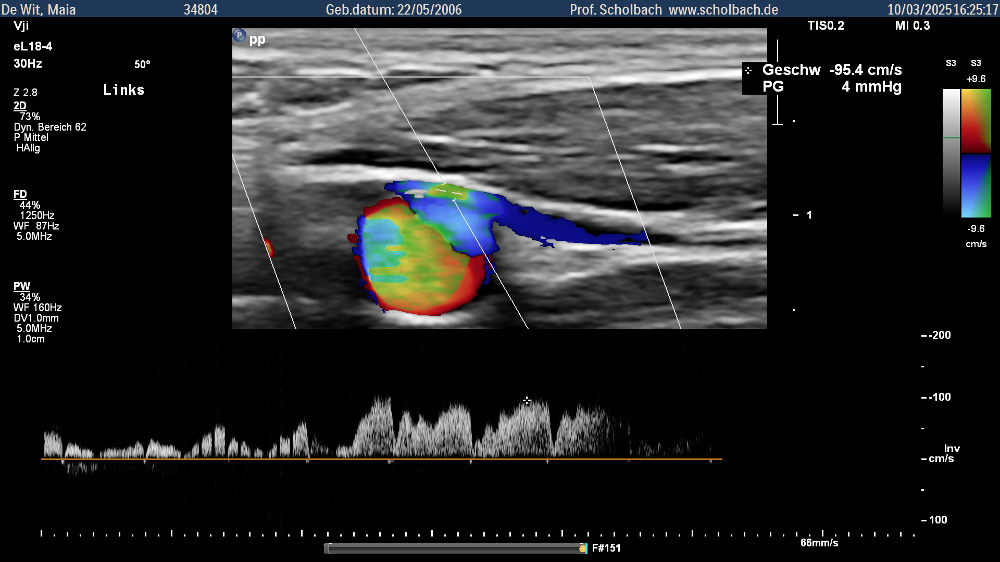 De Wit, Maia 34804 Geb.datum: 22/05/2006 Prof. Scholbach www.scholbach.de 10/03/2025 16:25:17
Vji TIS0.2 MI 0.3
P pp
eL18-4
30Hz 50°
Links
Z 2.8
2D
73%
Dyn. Bereich 62
P Mittel
HAllg
FD
44%
1250Hz
WF 87Hz
5.0MHz
PW
34%
WF 160Hz
DV1.0mm
5.0MHz
1.0cm
Geschw -95.4 cm/s
PG 4 mmHg
S3 S3
+9.6
-9.6
cm/s
1
-200
-100
Inv
cm/s
100
66mm/s
F#151